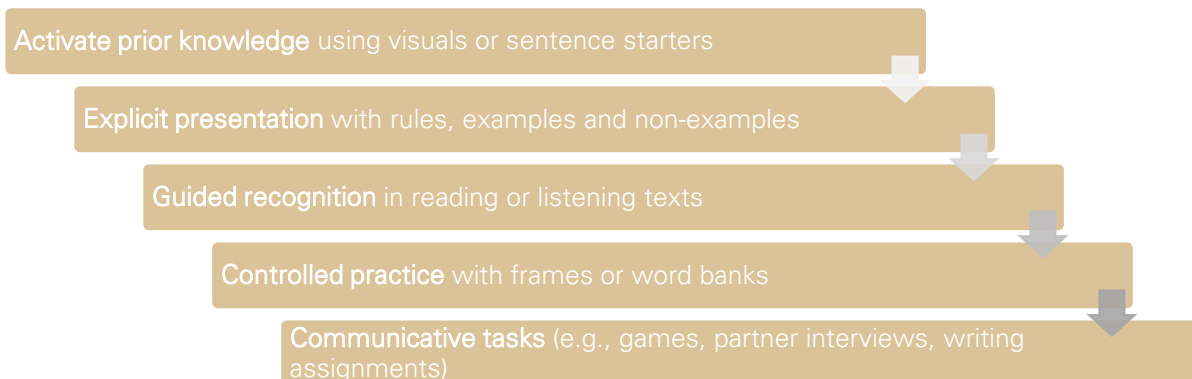 Activate prior knowledge using visuals or sentence starters
Explicit presentation with rules, examples and non-examples
Guided recognition in reading or listening texts
Controlled practice with frames or word banks
Communicative tasks (e.g., games, partner interviews, writing
assignments)